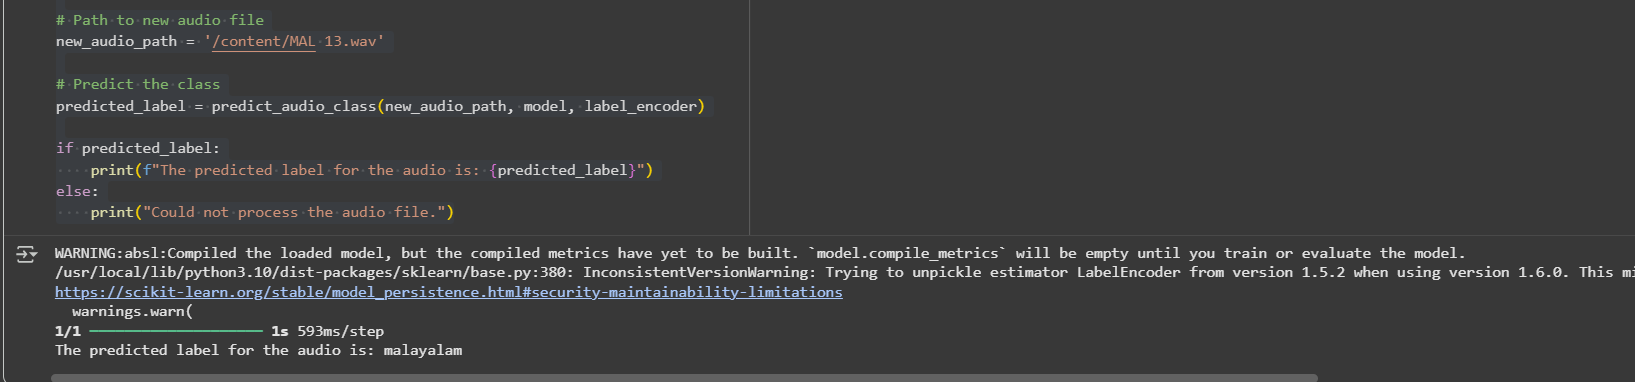 # Path to new audio file
new_audio_path = '/content/MAL 13.wav'
# Predict the class
predicted_label = predict_audio_class(new_audio_path, model, label_encoder)
if predicted_label:
    print(f"The predicted label for the audio is: {predicted_label}")
else:
    print("Could not process the audio file.")
WARNING:absl:Compiled the loaded model, but the compiled metrics have yet to be built. `model.compile_metrics` will be empty until you train or evaluate the model.
/usr/local/lib/python3.10/dist-packages/sklearn/base.py:380: InconsistentVersionWarning: Trying to unpickle estimator LabelEncoder from version 1.5.2 when using version 1.6.0. This mi
https://scikit-learn.org/stable/model_persistence.html#security-maintainability-limitations
  warnings.warn(
1/1 ━━━━━━━━━━━━━━━━━━━━ 1s 593ms/step
The predicted label for the audio is: malayalam